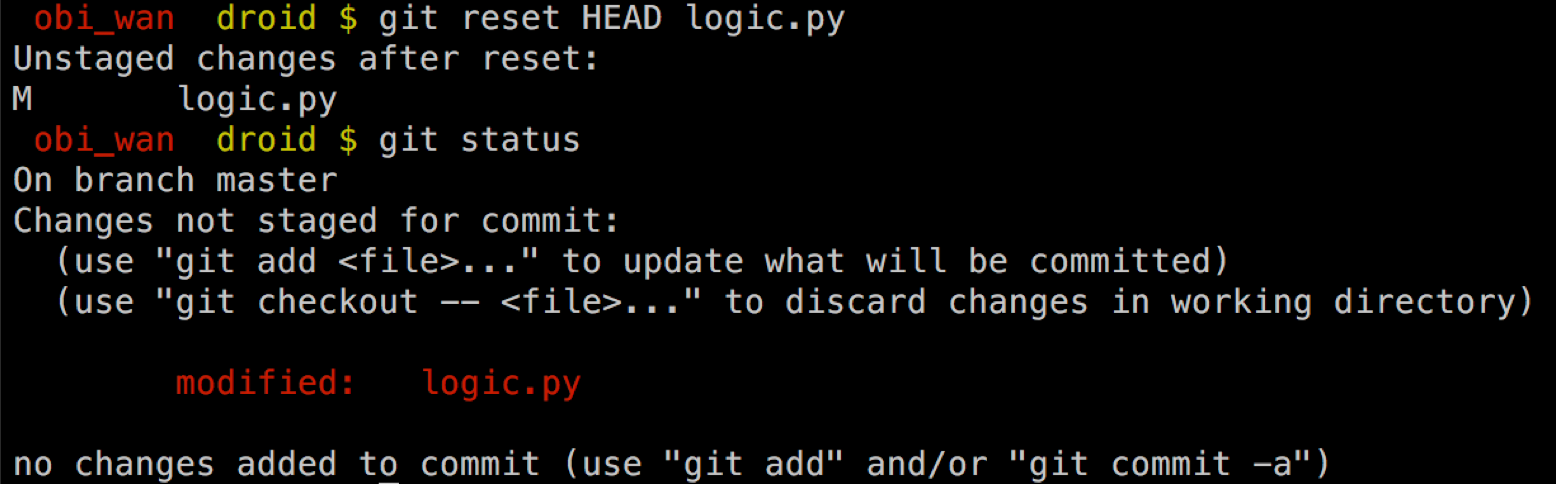 obi_wan  droid $ git reset HEAD logic.py
Unstaged changes after reset:
M       logic.py
obi_wan  droid $ git status
On branch master
Changes not staged for commit:
  (use "git add <file>..." to update what will be committed)
  (use "git checkout -- <file>..." to discard changes in working directory)
        modified:   logic.py
no changes added to commit (use "git add" and/or "git commit -a")